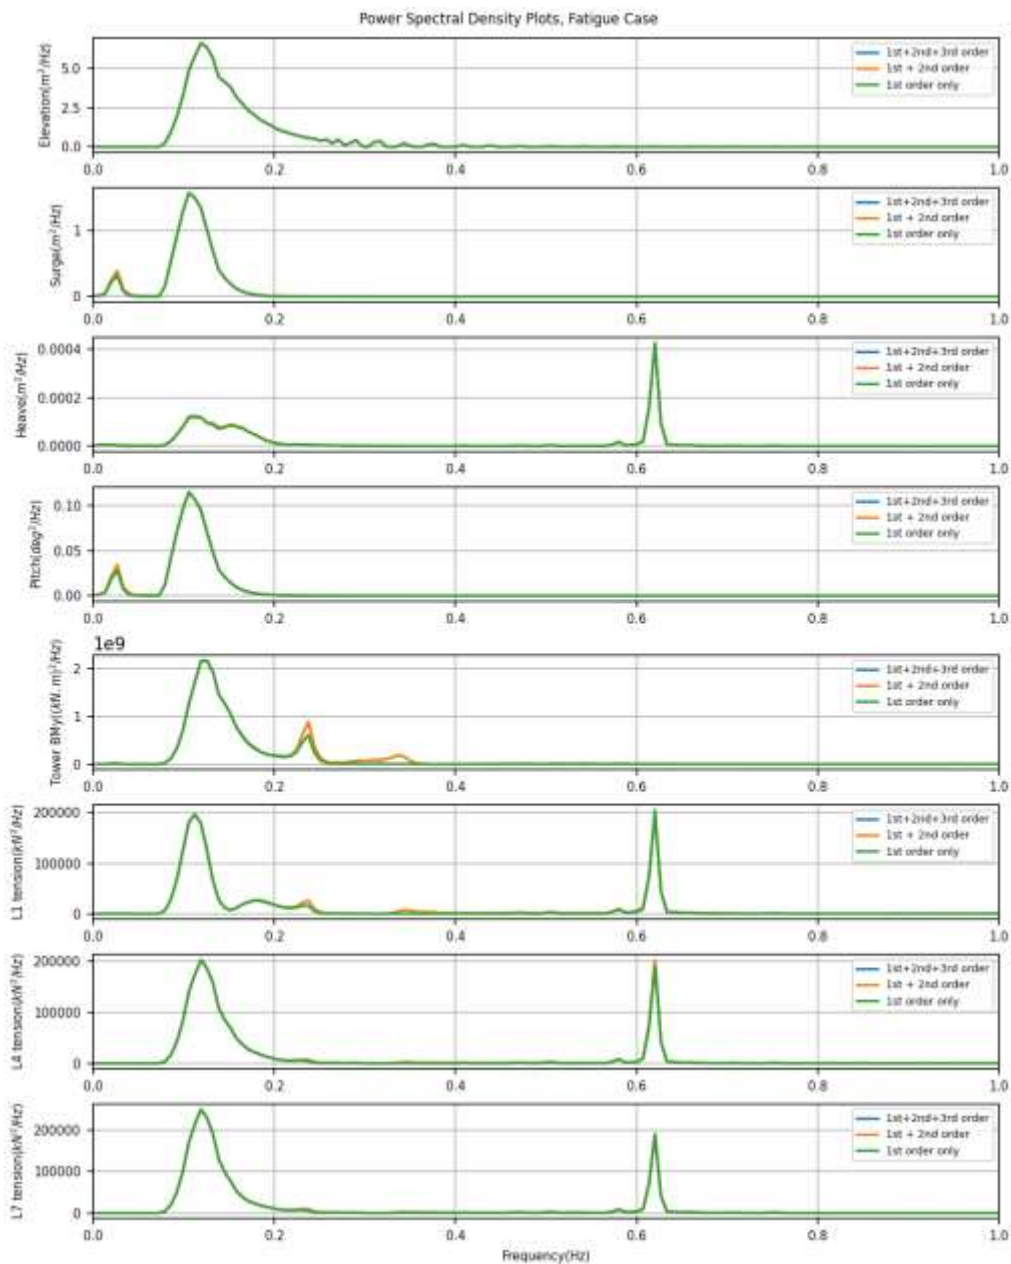 Power Spectral Density Plots, Fatigue Case
Elevation(m²/Hz)
5.0
2.5
0.0
1st+2nd+3rd order
1st + 2nd order
1st order only
0.0 0.2 0.4 0.6 0.8 1.0
Surge(m²/Hz)
1
0
1st+2nd+3rd order
1st + 2nd order
1st order only
0.0 0.2 0.4 0.6 0.8 1.0
Heave(m²/Hz)
0.0004
0.0002
0.0000
1st+2nd+3rd order
1st + 2nd order
1st order only
0.0 0.2 0.4 0.6 0.8 1.0
Pitch(deg²/Hz)
0.10
0.05
0.00
1st+2nd+3rd order
1st + 2nd order
1st order only
0.0 0.2 0.4 0.6 0.8 1.0
1e9
Tower BMy((kN.m)²/Hz)
2
1
0
1st+2nd+3rd order
1st + 2nd order
1st order only
0.0 0.2 0.4 0.6 0.8 1.0
L1 tension(kN²/Hz)
200000
100000
0
1st+2nd+3rd order
1st + 2nd order
1st order only
0.0 0.2 0.4 0.6 0.8 1.0
L4 tension(kN²/Hz)
200000
100000
0
1st+2nd+3rd order
1st + 2nd order
1st order only
0.0 0.2 0.4 0.6 0.8 1.0
L7 tension(kN²/Hz)
200000
100000
0
1st+2nd+3rd order
1st + 2nd order
1st order only
0.0 0.2 0.4 0.6 0.8 1.0
Frequency(Hz)